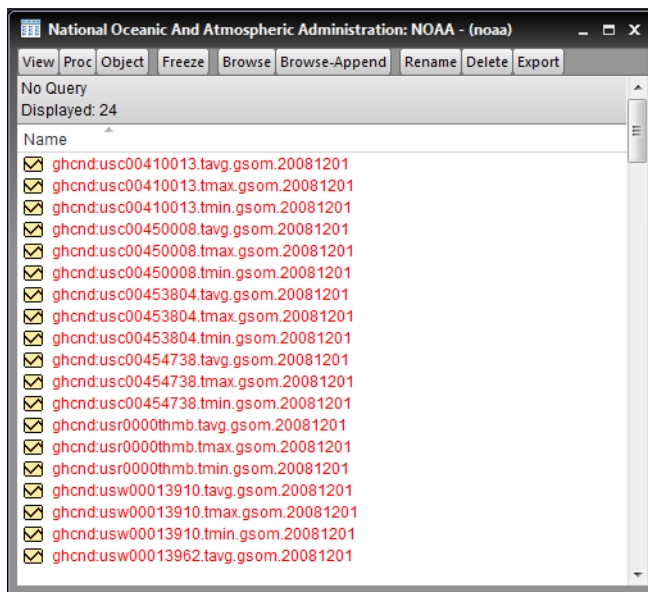 National Oceanic And Atmospheric Administration: NOAA - (noaa)
View Proc Object Freeze Browse Browse-Append Rename Delete Export
No Query
Displayed: 24
Name
ghcnd:usc00410013.tavg.gsom.20081201
ghcnd:usc00410013.tmax.gsom.20081201
ghcnd:usc00410013.tmin.gsom.20081201
ghcnd:usc00450008.tavg.gsom.20081201
ghcnd:usc00450008.tmax.gsom.20081201
ghcnd:usc00450008.tmin.gsom.20081201
ghcnd:usc00453804.tavg.gsom.20081201
ghcnd:usc00453804.tmax.gsom.20081201
ghcnd:usc00453804.tmin.gsom.20081201
ghcnd:usc00454738.tavg.gsom.20081201
ghcnd:usc00454738.tmax.gsom.20081201
ghcnd:usc00454738.tmin.gsom.20081201
ghcnd:usr0000thmb.tavg.gsom.20081201
ghcnd:usr0000thmb.tmax.gsom.20081201
ghcnd:usr0000thmb.tmin.gsom.20081201
ghcnd:usw00013910.tavg.gsom.20081201
ghcnd:usw00013910.tmax.gsom.20081201
ghcnd:usw00013910.tmin.gsom.20081201
ghcnd:usw00013962.tavg.gsom.20081201